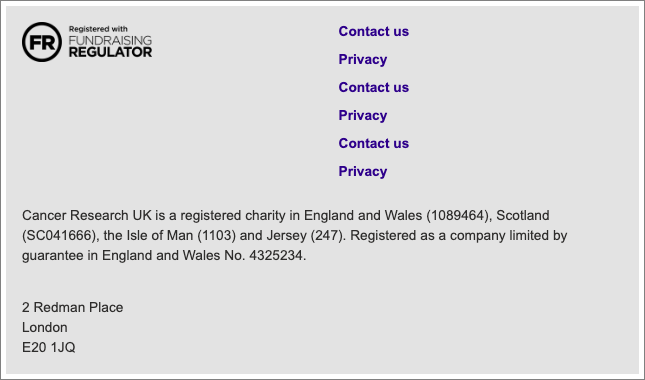 FR
Registered with
FUNDRAISING
REGULATOR
Contact us
Privacy
Contact us
Privacy
Contact us
Privacy
Cancer Research UK is a registered charity in England and Wales (1089464), Scotland
(SC041666), the Isle of Man (1103) and Jersey (247). Registered as a company limited by
guarantee in England and Wales No. 4325234.
2 Redman Place
London
E20 1JQ